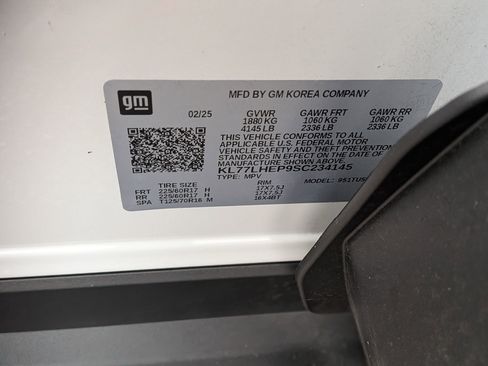 gm
MFD BY GM KOREA COMPANY
02/25 GVWR GAWR FRT GAWR RR
1880 KG 1060 KG 1060 KG
4145 LB 2336 LB 2336 LB
THIS VEHICLE CONFORMS TO ALL
APPLICABLE U.S. FEDERAL MOTOR
VEHICLE SAFETY AND THEFT PREVENTION
STANDARDS IN EFFECT ON THE DATE OF
KL77LHEP9SC234145
TYPE: MPV MODEL:
TIRE SIZE RIM
FRT 225/60R17 H 17X7.5J
RR 225/60R17 H 17X7.5J
SPA T125/70R16 M 16X4BT